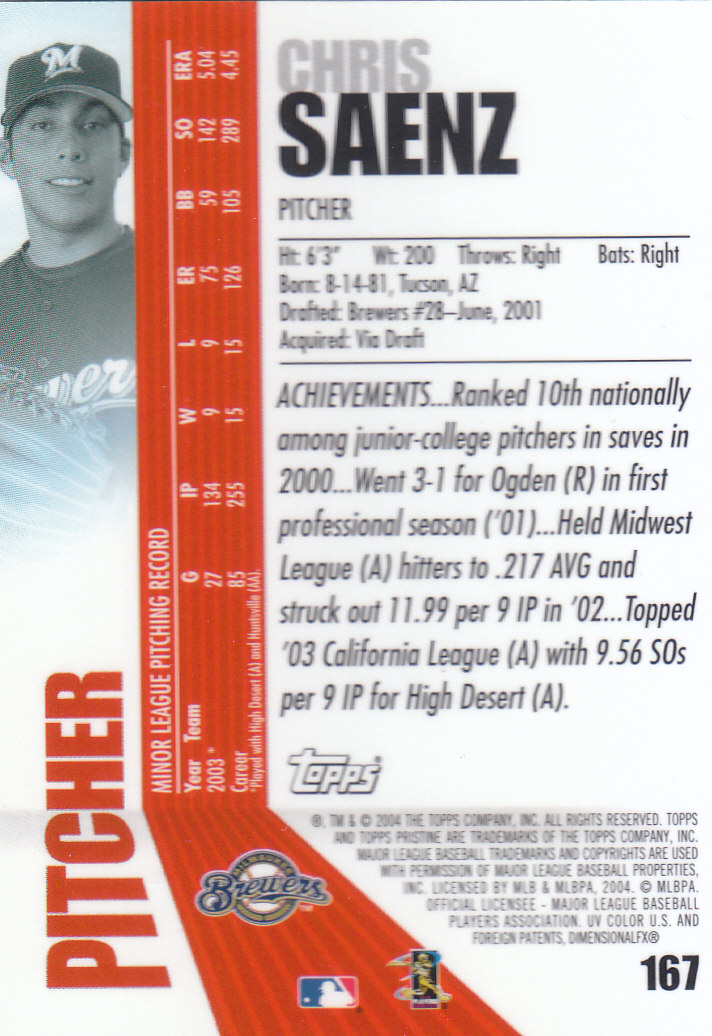 CHRIS
SAENZ
PITCHER
Ht: 6'3" Wt: 200 Throws: Right Bats: Right
Born: 8-14-81, Tucson, AZ
Drafted: Brewers #28–June, 2001
Acquired: Via Draft
ACHIEVEMENTS...Ranked 10th nationally
among junior-college pitchers in saves in
2000...Went 3-1 for Ogden (R) in first
professional season ('01)...Held Midwest
League (A) hitters to .217 AVG and
struck out 11.99 per 9 IP in '02...Topped
'03 California League (A) with 9.56 SOs
per 9 IP for High Desert (A).
MINOR LEAGUE PITCHING RECORD
Year Team G IP W L ER BB SO ERA
2003 * 27 134 9 9 75 59 142 5.04
Career 85 255 15 15 126 105 289 4.45
*Played with High Desert (A) and Huntsville (AA).
PITCHER
M
Topps
®, TM & © 2004 THE TOPPS COMPANY, INC. ALL RIGHTS RESERVED. TOPPS
AND TOPPS PRISTINE ARE TRADEMARKS OF THE TOPPS COMPANY, INC.
MAJOR LEAGUE BASEBALL TRADEMARKS AND COPYRIGHTS ARE USED
WITH PERMISSION OF MAJOR LEAGUE BASEBALL PROPERTIES,
INC. LICENSED BY MLB & MLBPA, 2004. © MLBPA.
OFFICIAL LICENSEE - MAJOR LEAGUE BASEBALL
PLAYERS ASSOCIATION. UV COLOR U.S. AND
FOREIGN PATENTS, DIMENSIONALFX®
MILWAUKEE
Brewers
TM
167